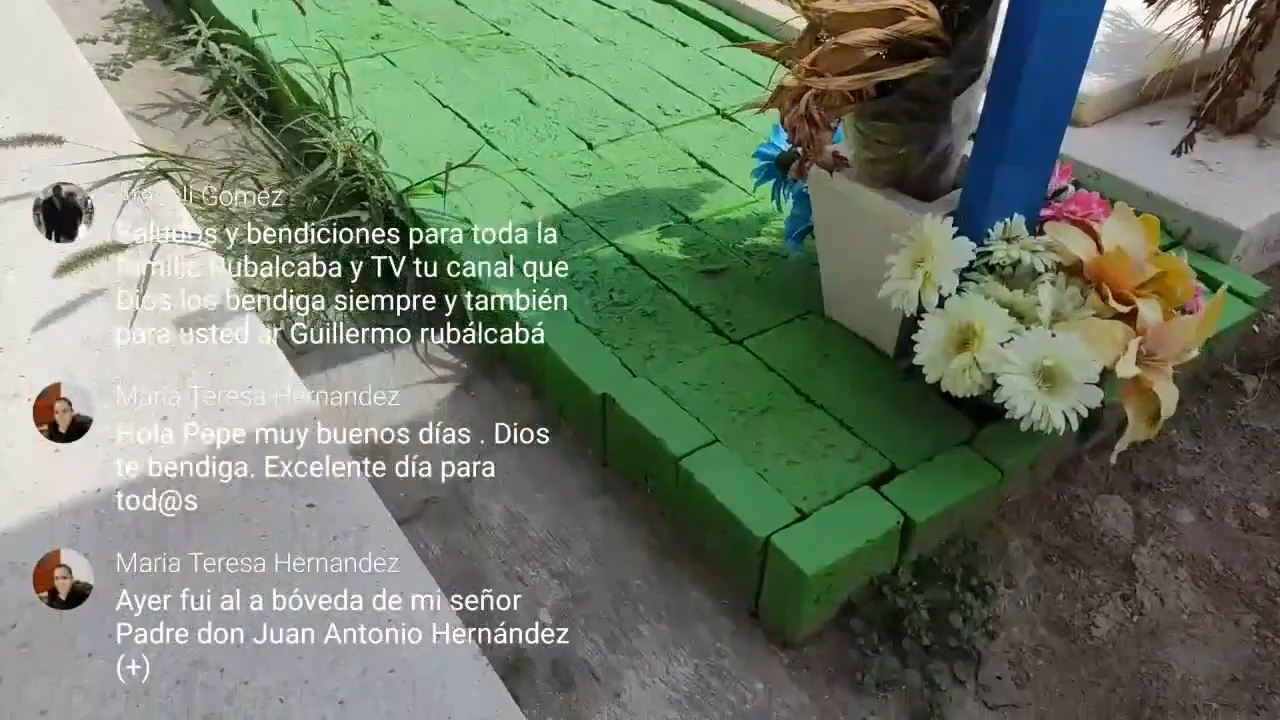 Gomez
Saludos y bendiciones para toda la
familia Rubalcaba y TV tu canal que
Dios los bendiga siempre y también
para usted sr Guillermo rubálcabá
Maria Teresa Hernandez
Hola Pepe muy buenos días . Dios
te bendiga. Excelente día para
tod@s
Maria Teresa Hernandez
Ayer fui al a bóveda de mi señor
Padre don Juan Antonio Hernández
(+)